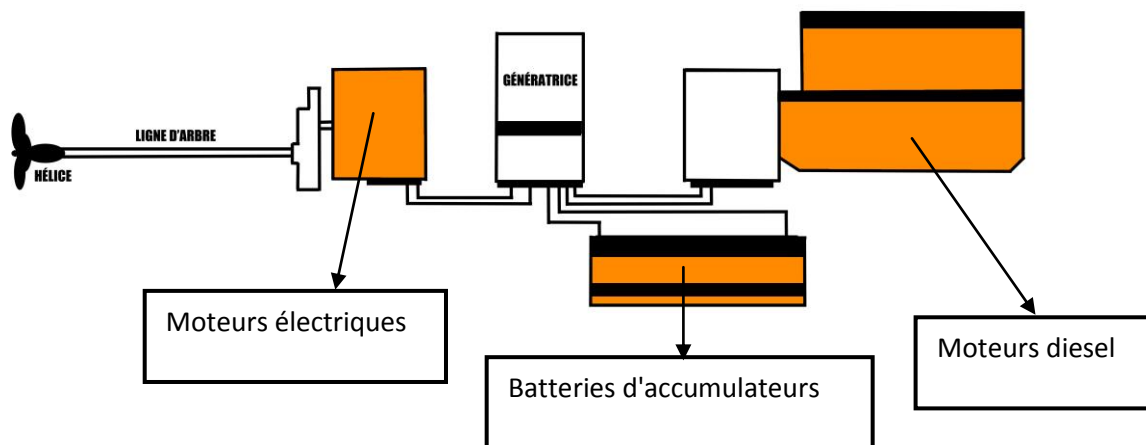 GÉNÉRATRICE
LIGNE D'ARBRE
HÉLICE
Moteurs électriques
Batteries d'accumulateurs
Moteurs diesel